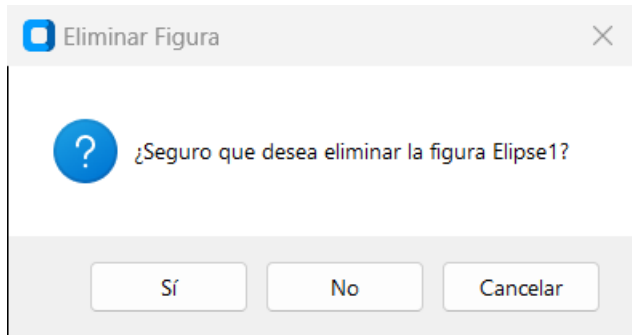 Eliminar Figura
¿Seguro que desea eliminar la figura Elipse1?
Sí
No
Cancelar